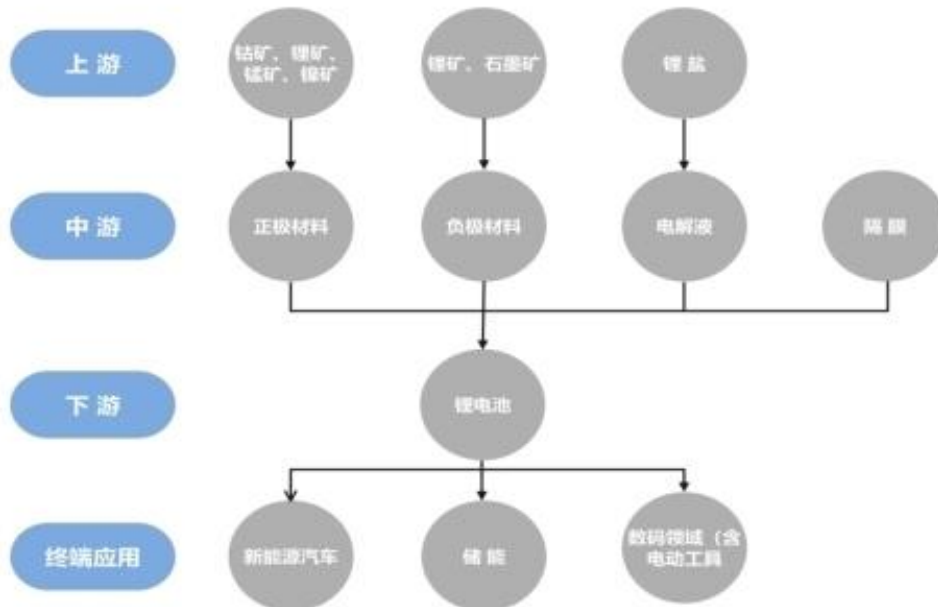 上 游
钴矿、锂矿、
锰矿、镍矿
锂矿、石墨矿
锂 盐
中 游
正极材料
负极材料
电解液
隔 膜
下 游
锂电池
终端应用
新能源汽车
储 能
数码领域（含
电动工具